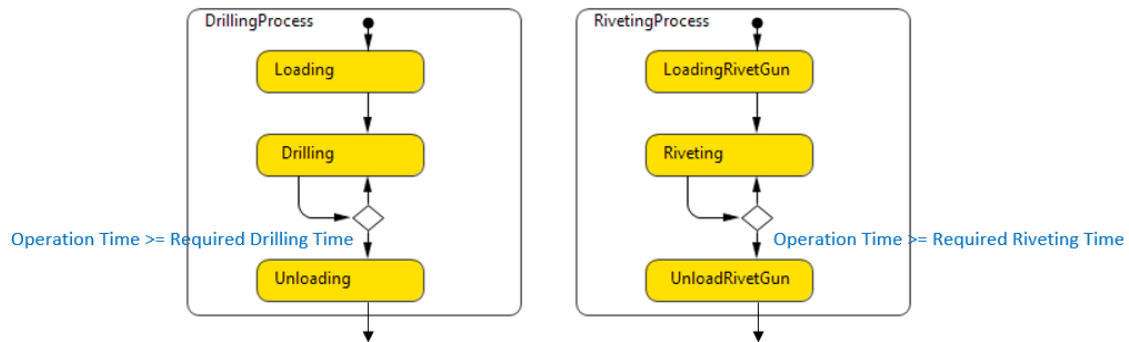 DrillingProcess
Loading
Drilling
Operation Time >= Required Drilling Time
Unloading
RivetingProcess
LoadingRivetGun
Riveting
Operation Time >= Required Riveting Time
UnloadRivetGun